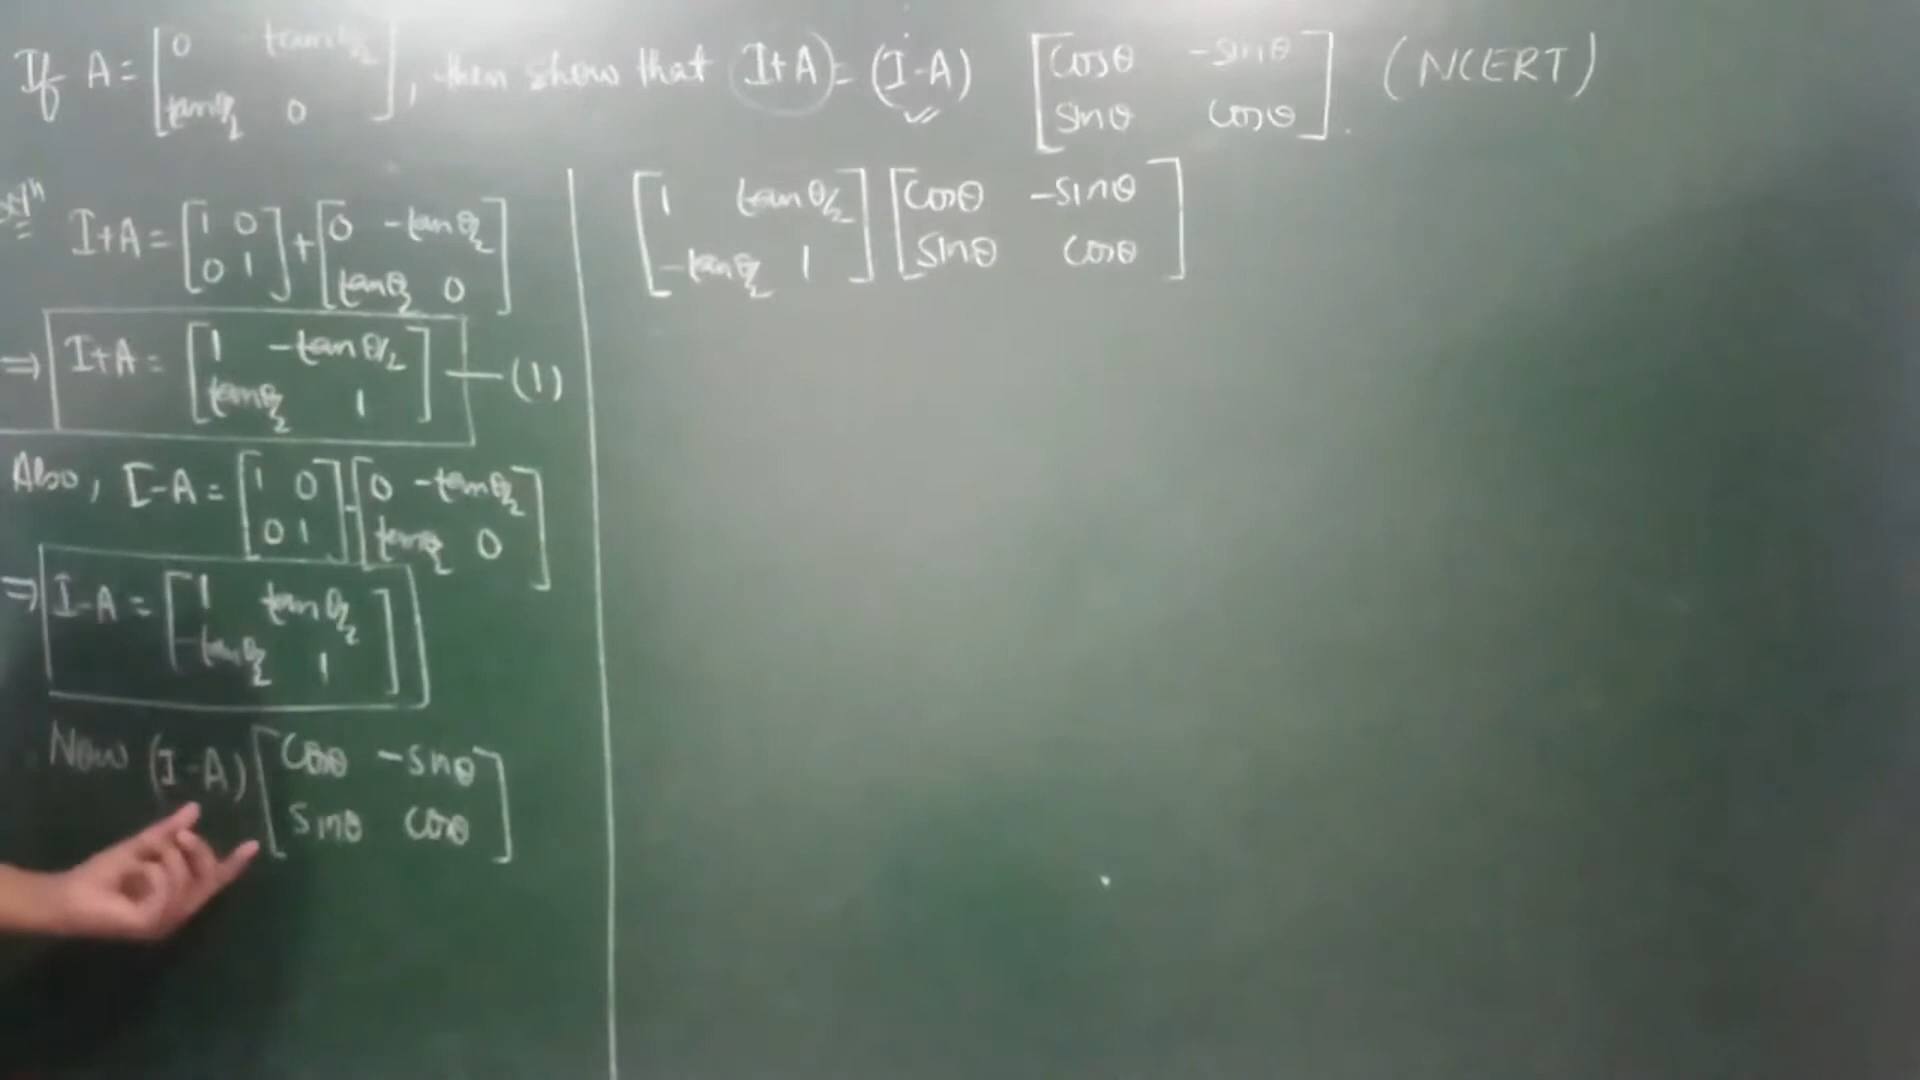 If A = [0 tanθ/2
tanθ/2 0], then show that (I+A) = (I-A) [cosθ -sinθ
sinθ cosθ]. (NCERT)
Solⁿ I+A = [1 0
0 1] + [0 -tanθ/2
tanθ/2 0]
⇒ I+A = [1 -tanθ/2
tanθ/2 1] — (1)
Also, I-A = [1 0
0 1] - [0 -tanθ/2
tanθ/2 0]
⇒ I-A = [1 tanθ/2
-tanθ/2 1]
Now (I-A) [cosθ -sinθ
sinθ cosθ]
[1 tanθ/2
-tanθ/2 1] [cosθ -sinθ
sinθ cosθ]